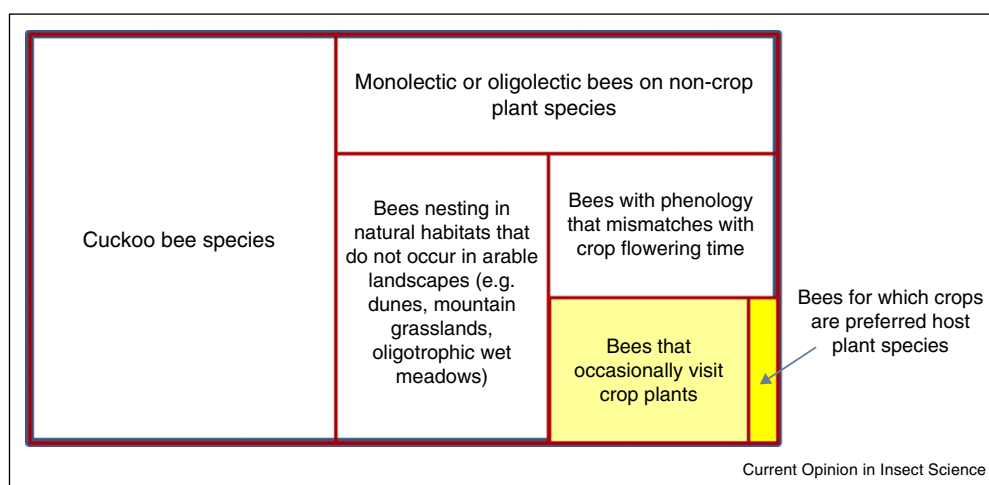 Monolectic or oligolectic bees on non-crop
plant species
Cuckoo bee species
Bees nesting in
natural habitats that
do not occur in arable
landscapes (e.g.
dunes, mountain
grasslands,
oligotrophic wet
meadows)
Bees with phenology
that mismatches with
crop flowering time
Bees that
occasionally visit
crop plants
Bees for which crops
are preferred host
plant species
Current Opinion in Insect Science